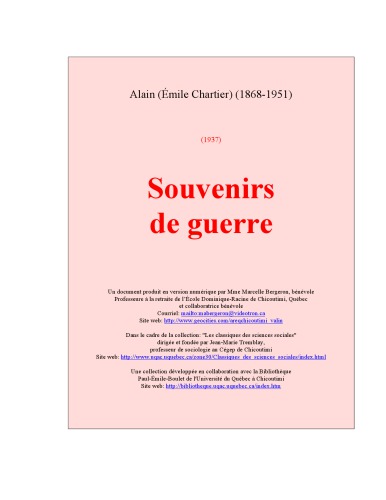 Alain (Émile Chartier) (1868-1951)
(1937)
Souvenirs
de guerre
Un document produit en version numérique par Mme Marcelle Bergeron, bénévole
Professeure à la retraite de l'École Dominique-Racine de Chicoutimi, Québec
et collaboratrice bénévole
Courriel: mailto:mabergeron@videotron.ca
Site web: http://www.geocities.com/areqchicoutimi_valin
Dans le cadre de la collection: "Les classiques des sciences sociales"
dirigée et fondée par Jean-Marie Tremblay,
professeur de sociologie au Cégep de Chicoutimi
Site web: http://www.uqac.uquebec.ca/zone30/Classiques_des_sciences_sociales/index.html
Une collection développée en collaboration avec la Bibliothèque
Paul-Émile-Boulet de l'Université du Québec à Chicoutimi
Site web: http://bibliotheque.uqac.uquebec.ca/index.htm